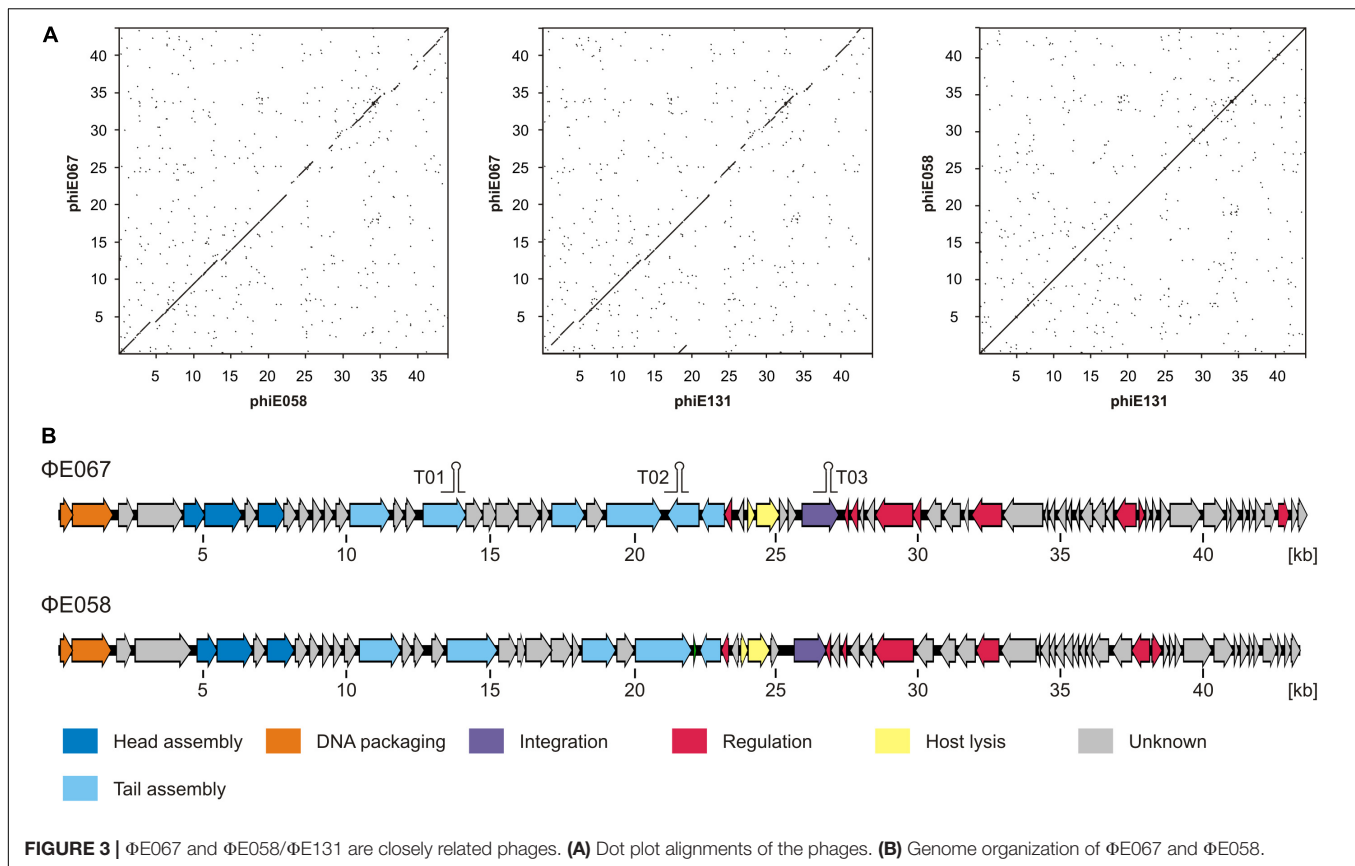 A
40
35
30
25
20
15
10
5
phiE067
5 10 15 20 25 30 35 40
phiE058
40
35
30
25
20
15
10
5
phiE067
5 10 15 20 25 30 35 40
phiE131
40
35
30
25
20
15
10
5
phiE058
5 10 15 20 25 30 35 40
phiE131
B
ΦE067
T01 T02 T03
5 10 15 20 25 30 35 40 [kb]
ΦE058
5 10 15 20 25 30 35 40 [kb]
Head assembly DNA packaging Integration Regulation Host lysis Unknown
Tail assembly
FIGURE 3 | ΦE067 and ΦE058/ΦE131 are closely related phages. (A) Dot plot alignments of the phages. (B) Genome organization of ΦE067 and ΦE058.